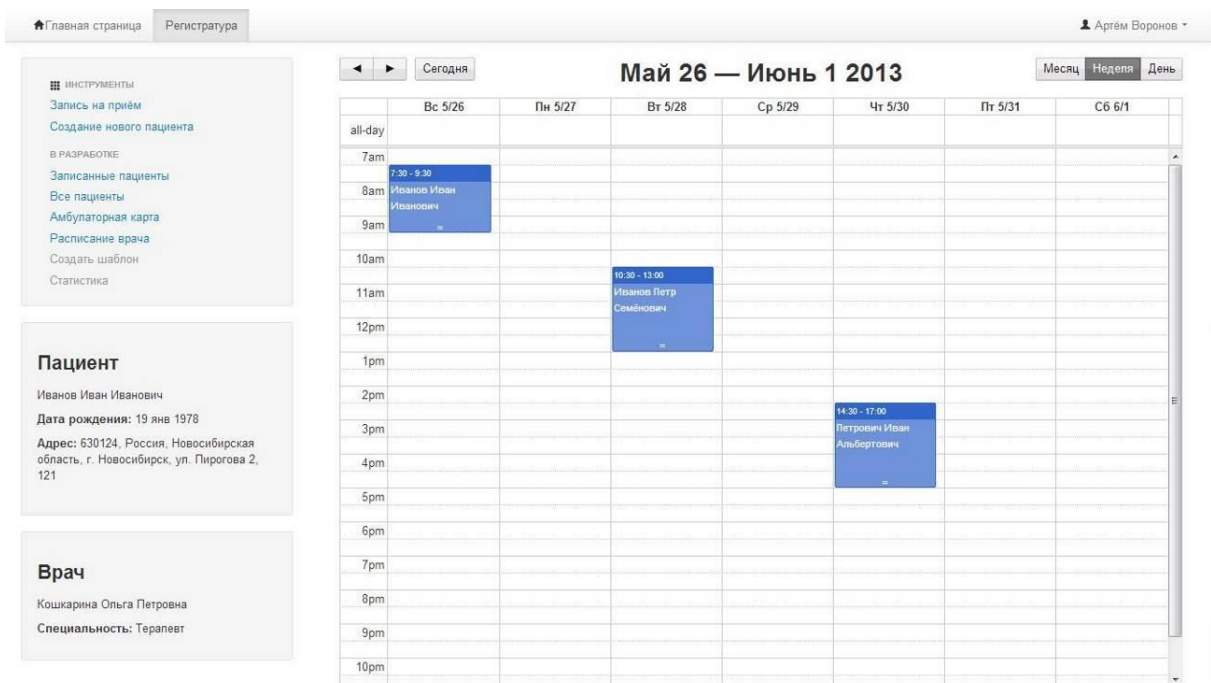 Главная страница
Регистратура
Артём Воронов
ИНСТРУМЕНТЫ
Запись на приём
Создание нового пациента
В РАЗРАБОТКЕ
Записанные пациенты
Все пациенты
Амбулаторная карта
Расписание врача
Создать шаблон
Статистика
Пациент
Иванов Иван Иванович
Дата рождения: 19 янв 1978
Адрес: 630124, Россия, Новосибирская
область, г. Новосибирск, ул. Пирогова 2,
121
Врач
Кошкарина Ольга Петровна
Специальность: Терапевт
Сегодня
Май 26 — Июнь 1 2013
Месяц Неделя День
Вс 5/26 Пн 5/27 Вт 5/28 Ср 5/29 Чт 5/30 Пт 5/31 Сб 6/1
all-day
7am
7:30 - 9:30
8am Иванов Иван
Иванович
9am
10am
10:30 - 13:00
11am Иванов Петр
Семёнович
12pm
1pm
2pm
14:30 - 17:00
3pm Петрович Иван
Альбертович
4pm
5pm
6pm
7pm
8pm
9pm
10pm